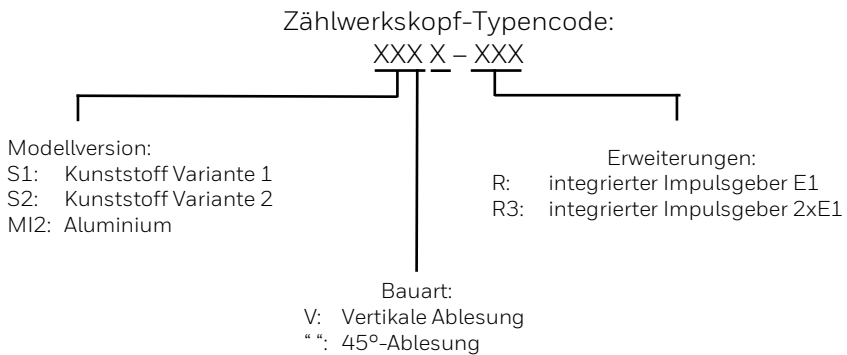 Zählwerkskopf-Typencode:
XXX X – XXX
Modellversion:
S1: Kunststoff Variante 1
S2: Kunststoff Variante 2
MI2: Aluminium
Erweiterungen:
R: integrierter Impulsgeber E1
R3: integrierter Impulsgeber 2xE1
Bauart:
V: Vertikale Ablesung
“ “: 45°-Ablesung